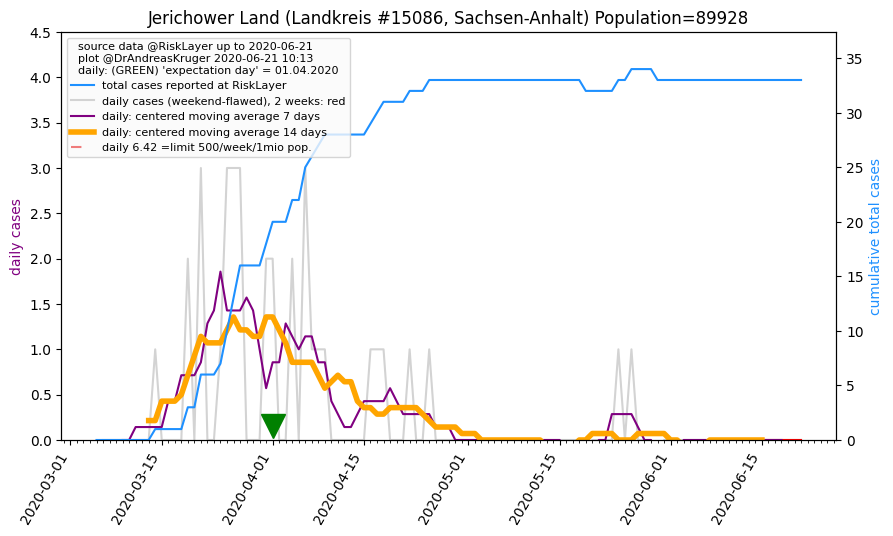 Jerichower Land (Landkreis #15086, Sachsen-Anhalt) Population=89928
source data @RiskLayer up to 2020-06-21
plot @DrAndreasKruger 2020-06-21 10:13
daily: (GREEN) 'expectation day' = 01.04.2020
total cases reported at RiskLayer
daily cases (weekend-flawed), 2 weeks: red
daily: centered moving average 7 days
daily: centered moving average 14 days
daily 6.42 =limit 500/week/1mio pop.
daily cases
4.5
4.0
3.5
3.0
2.5
2.0
1.5
1.0
0.5
0.0
cumulative total cases
35
30
25
20
15
10
5
0
2020-03-01
2020-03-15
2020-04-01
2020-04-15
2020-05-01
2020-05-15
2020-06-01
2020-06-15